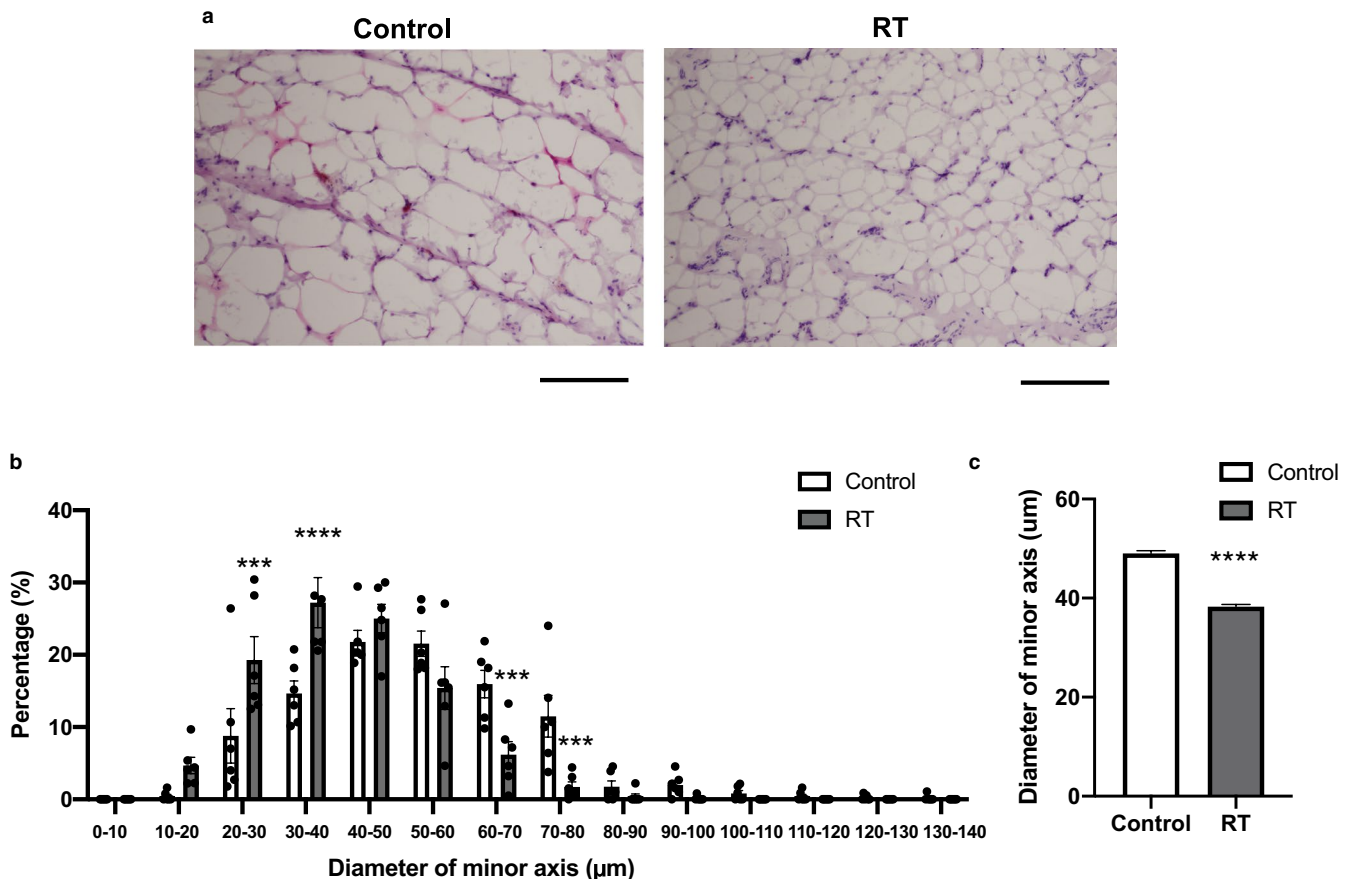 a
Control RT
b
Control
RT
Percentage (%)
40
30
20
10
0
*** **** *** ***
0-10 10-20 20-30 30-40 40-50 50-60 60-70 70-80 80-90 90-100 100-110 110-120 120-130 130-140
Diameter of minor axis (µm)
c
Control
RT
Diameter of minor axis (um)
60
40
20
0
****
Control RT